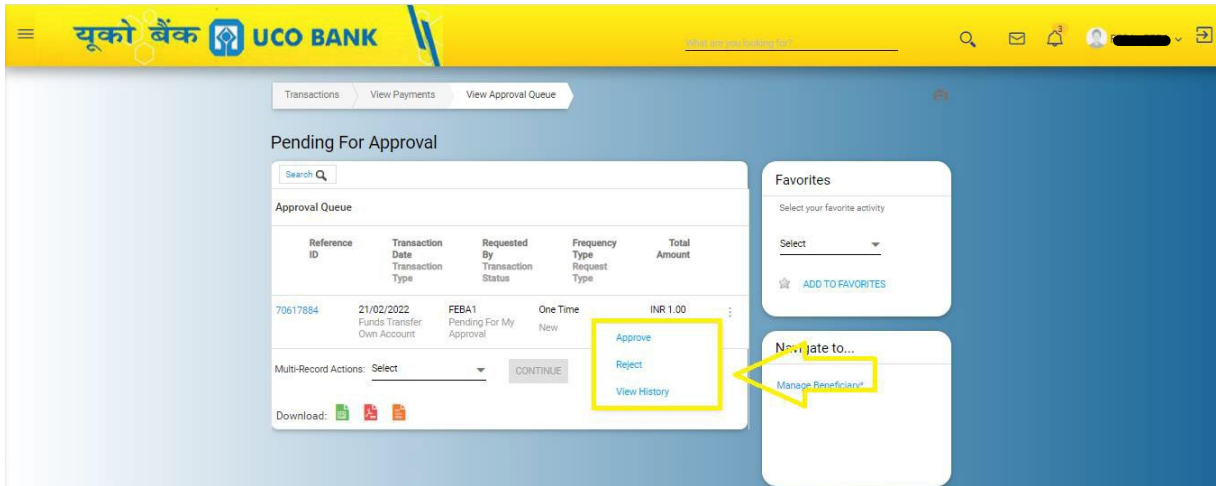 यूको बैंक UCO BANK
What are you looking for?
3
Transactions View Payments View Approval Queue
Pending For Approval
Search
Approval Queue
Reference ID
Transaction Date
Transaction Type
Requested By
Transaction Status
Frequency Type
Request Type
Total Amount
70617884
21/02/2022
Funds Transfer
Own Account
FEBA1
Pending For My
Approval
One Time
New
INR 1.00
Approve
Reject
View History
Multi-Record Actions: Select CONTINUE
Download:
Favorites
Select your favorite activity
Select
ADD TO FAVORITES
Navigate to...
Manage Beneficiary*